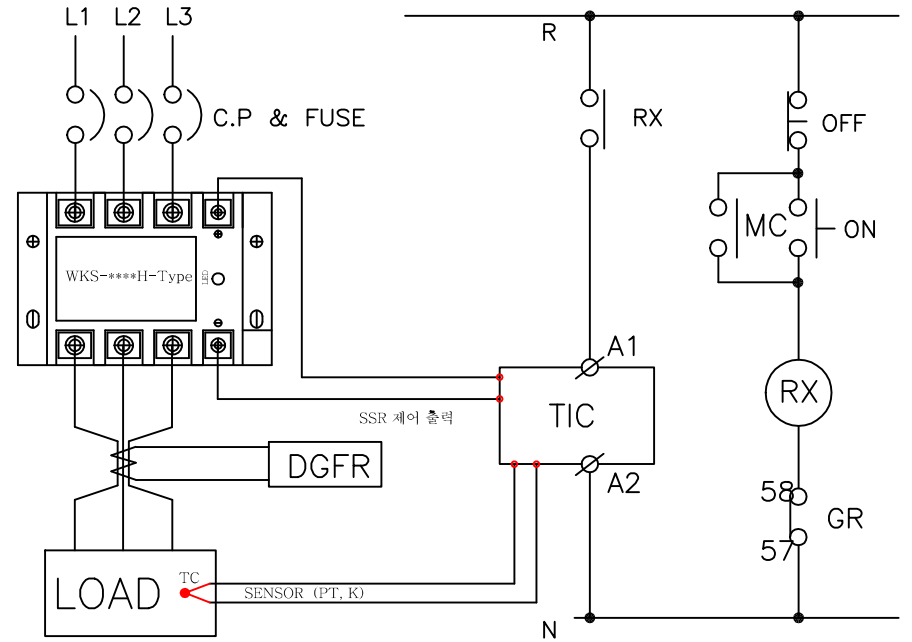 L1 L2 L3
R
C.P & FUSE
RX
OFF
MC
ON
WKS-****H-Type
LED
A1
TIC
SSR 제어 출력
RX
A2
DGFR
58
GR
57
LOAD
TC
SENSOR (PT, K)
N